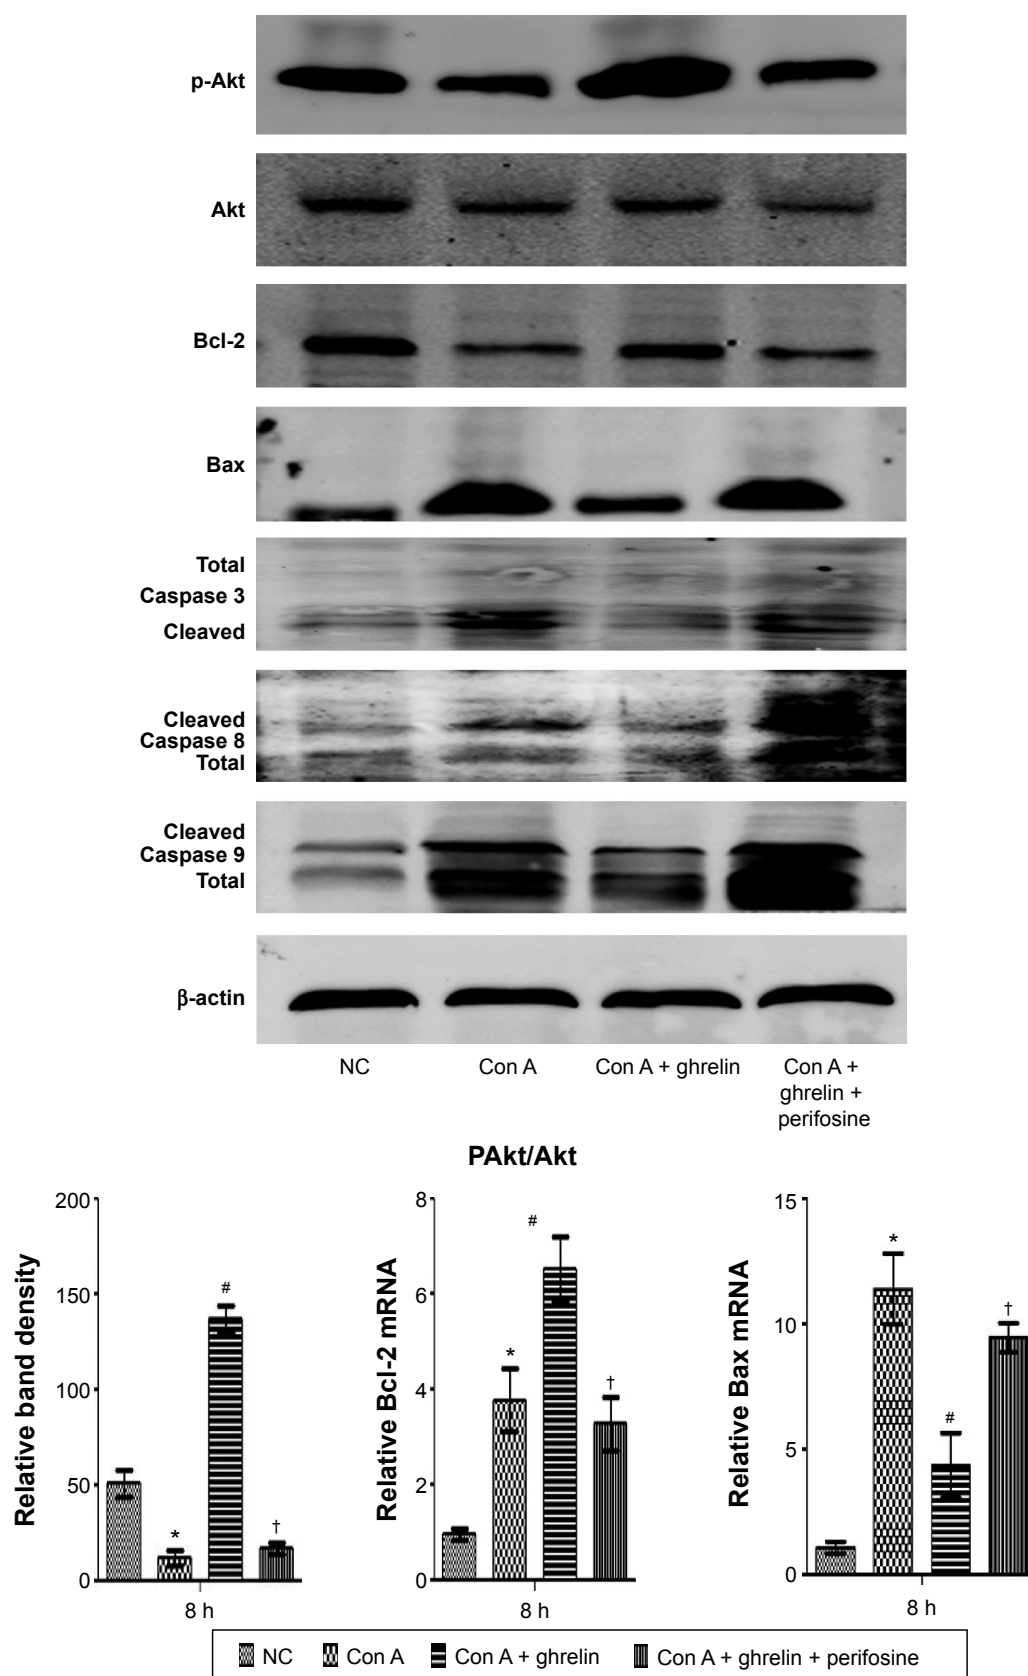 p-Akt
Akt
Bcl-2
Bax
Total
Caspase 3
Cleaved
Cleaved
Caspase 8
Total
Cleaved
Caspase 9
Total
β-actin
NC
Con A
Con A + ghrelin
Con A +
ghrelin +
perifosine
PAkt/Akt
Relative band density
200
150
100
50
0
*
#
†
8 h
Relative Bcl-2 mRNA
8
6
4
2
0
*
#
†
8 h
Relative Bax mRNA
15
10
5
0
*
#
†
8 h
NC Con A Con A + ghrelin Con A + ghrelin + perifosine